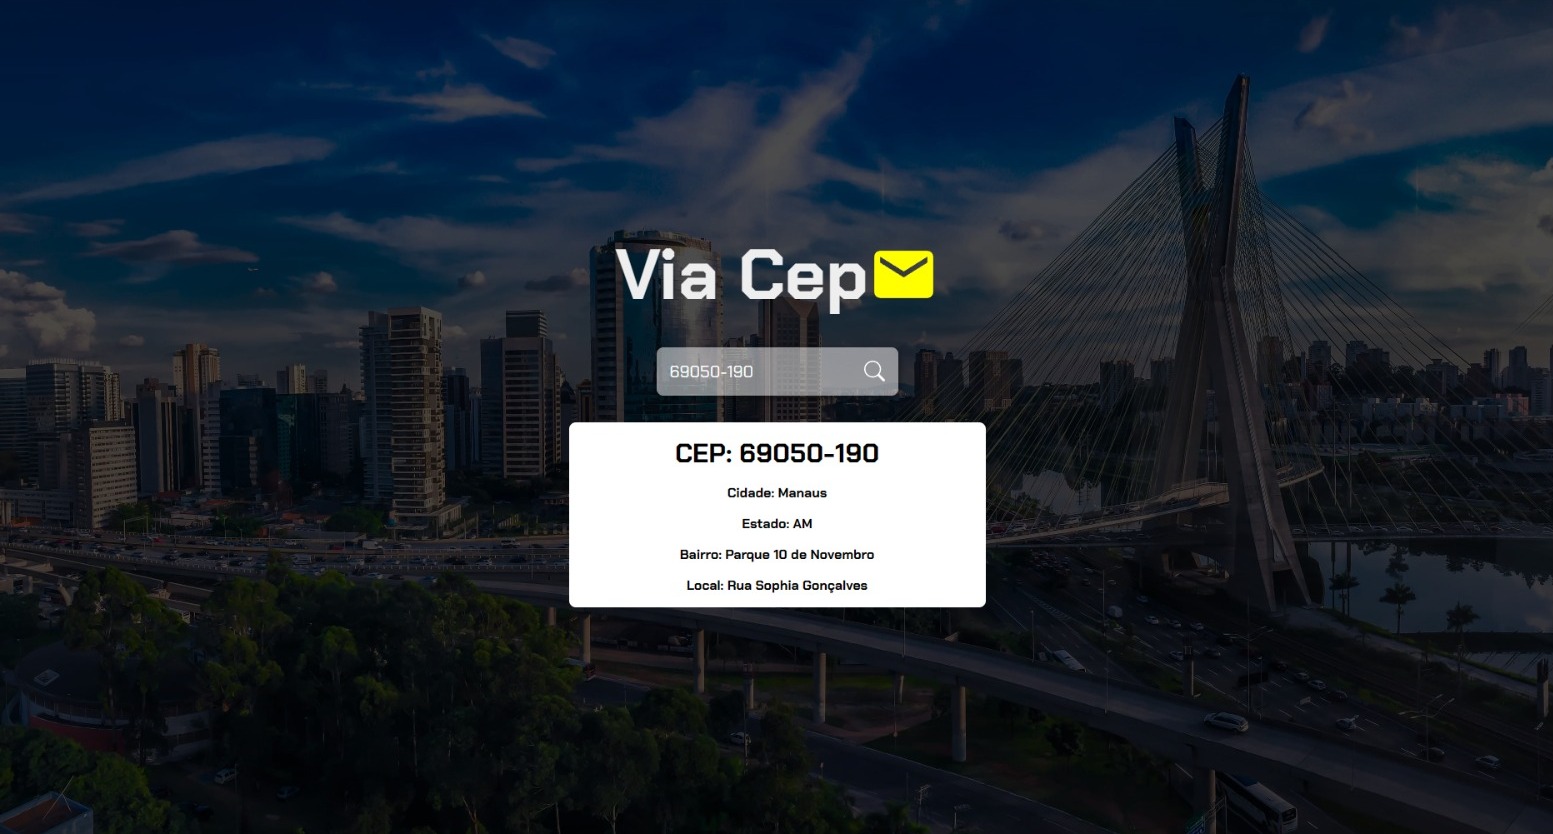 Via Cep
69050-190
CEP: 69050-190
Cidade: Manaus
Estado: AM
Bairro: Parque 10 de Novembro
Local: Rua Sophia Gonçalves